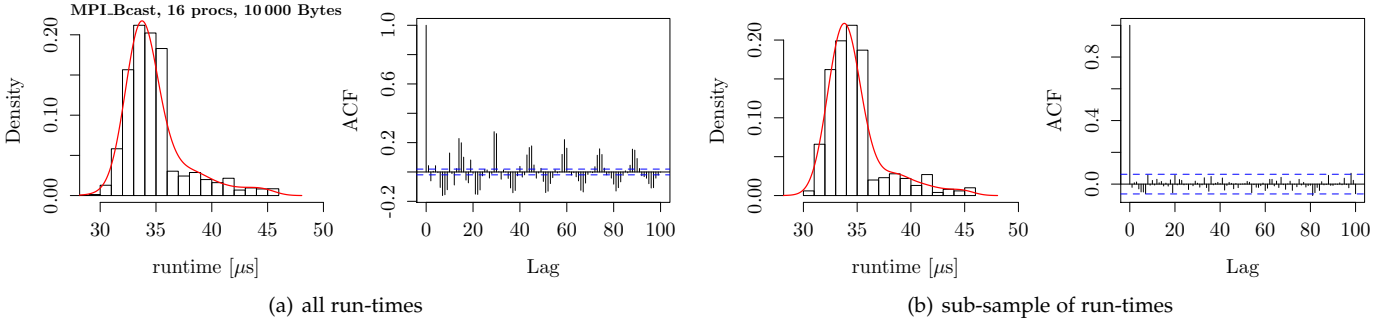 MPI_Bcast, 16 procs, 10 000 Bytes
Density
0.00 0.10 0.20
30 35 40 45 50
runtime [μs]
ACF
-0.2 0.2 0.6 1.0
0 20 40 60 80 100
Lag
(a) all run-times
Density
0.00 0.10 0.20
30 35 40 45 50
runtime [μs]
ACF
0.0 0.4 0.8
0 20 40 60 80 100
Lag
(b) sub-sample of run-times